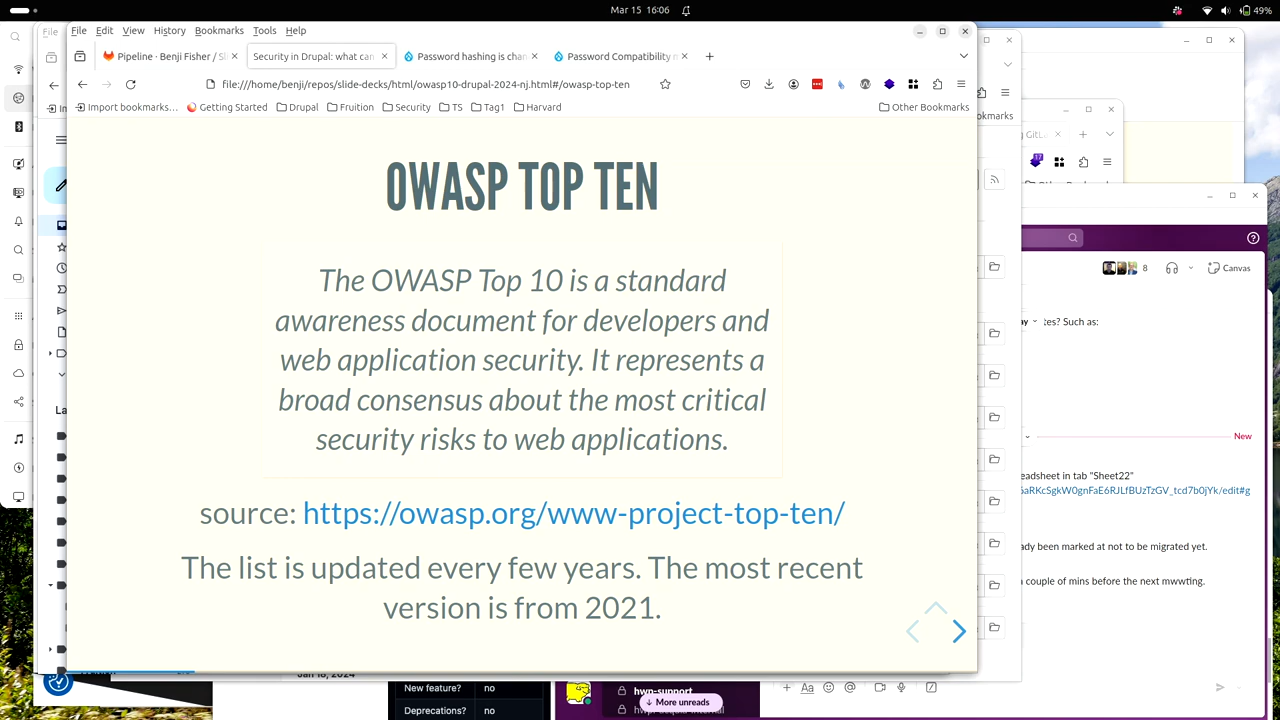 Mar 15 16:06
49%
File Edit View History Bookmarks Tools Help
File
Pipeline · Benji Fisher / Sl
Security in Drupal: what can
Password hashing is chan
Password Compatibility n
file:///home/benji/repos/slide-decks/html/owasp10-drupal-2024-nj.html#/owasp-top-ten
Import bookmarks...
Getting Started
Drupal
Fruition
Security
TS
Tag1
Harvard
Other Bookmarks
OWASP TOP TEN
The OWASP Top 10 is a standard
awareness document for developers and
web application security. It represents a
broad consensus about the most critical
security risks to web applications.
source: https://owasp.org/www-project-top-ten/
The list is updated every few years. The most recent
version is from 2021.
okmarks
8
Canvas
tes? Such as:
New
eadsheet in tab "Sheet22"
ady been marked at not to be migrated yet.
couple of mins before the next mwwting.
La
Jan 18, 2024
New feature? no
Deprecations? no
hwp-support
More unreads